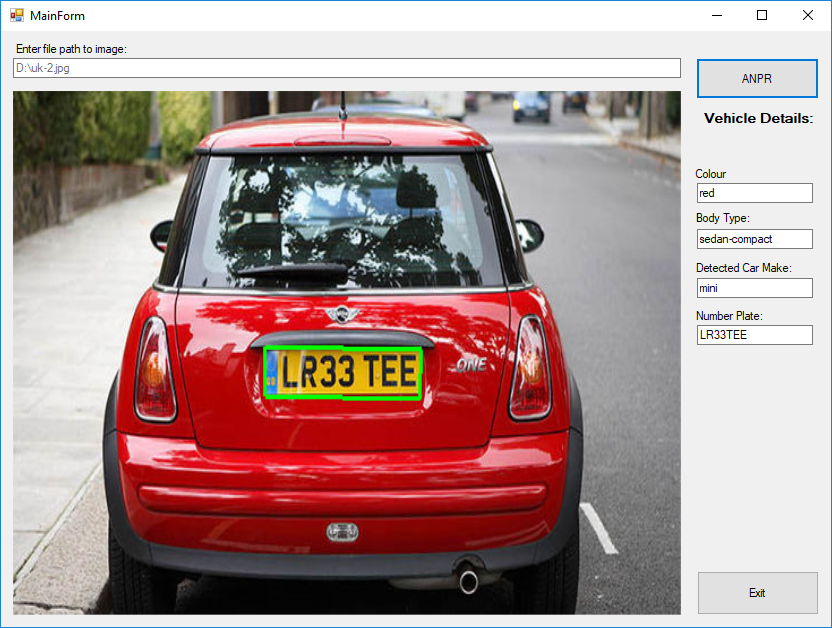 MainForm
Enter file path to image:
D:\uk-2.jpg
ANPR
Vehicle Details:
Colour
red
Body Type:
sedan-compact
Detected Car Make:
mini
Number Plate:
LR33TEE
ONE
GB
LR33 TEE
Exit